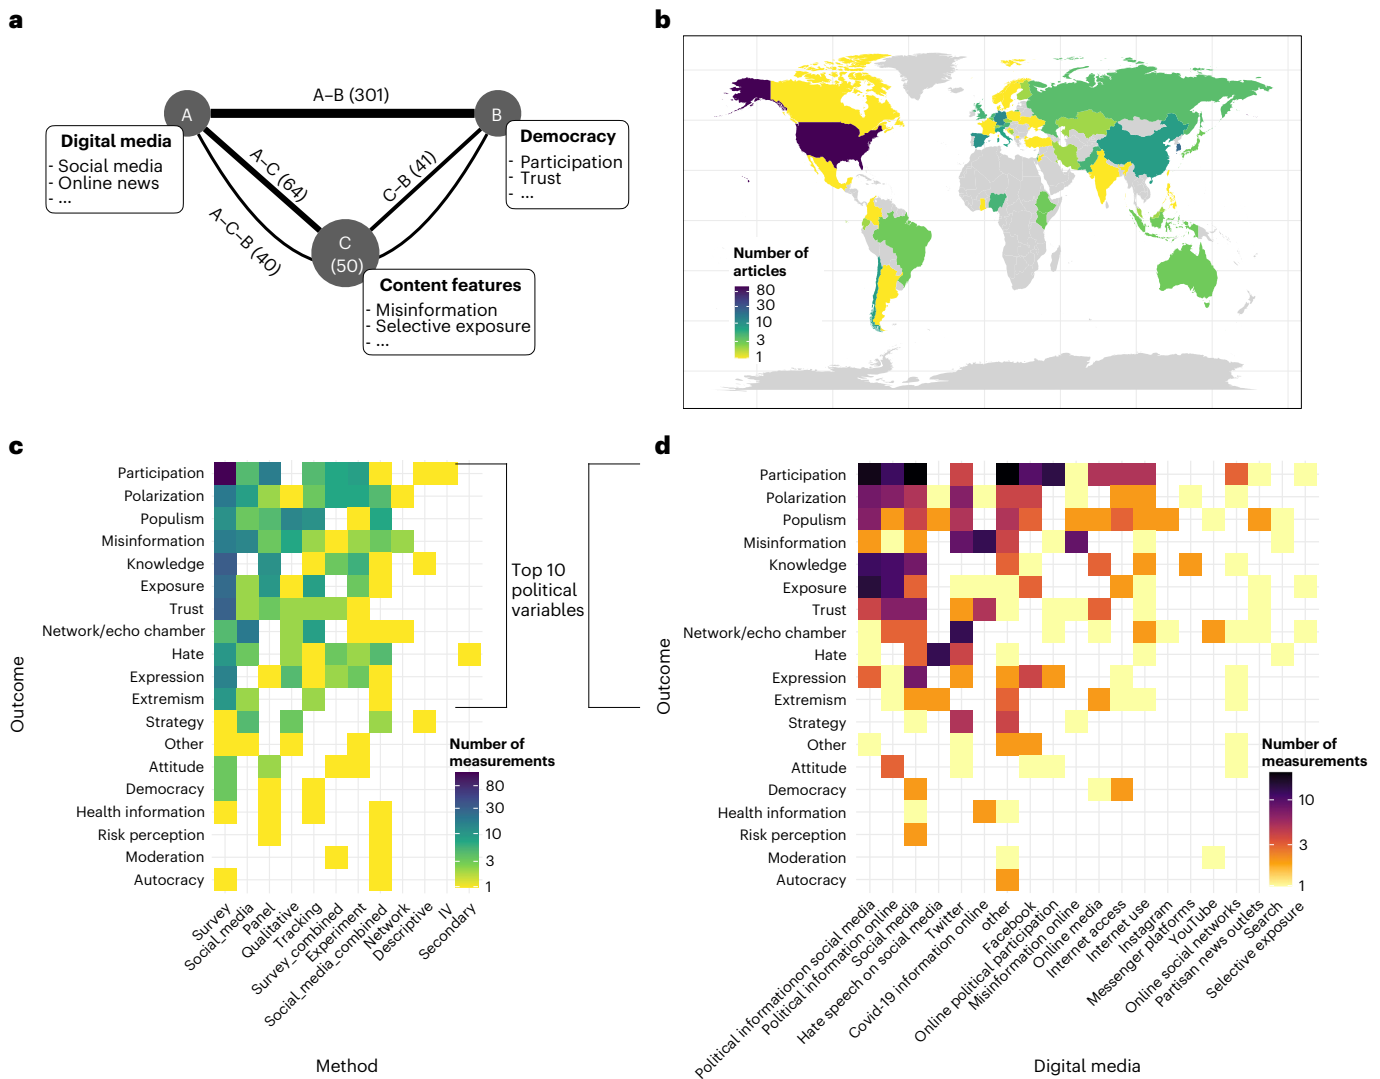 a
A–B (301)
A
B
Digital media
- Social media
- Online news
- ...
Democracy
- Participation
- Trust
- ...
A–C (64)
C–B (41)
A–C–B (40)
C
(50)
Content features
- Misinformation
- Selective exposure
- ...
b
Number of
articles
80
30
10
3
1
c
Participation
Polarization
Populism
Misinformation
Knowledge
Exposure
Trust
Network/echo chamber
Hate
Expression
Extremism
Strategy
Other
Attitude
Democracy
Health information
Risk perception
Moderation
Autocracy
Outcome
Top 10
political
variables
Number of
measurements
80
30
10
3
1
Survey
Social_media
Panel
Qualitative
Tracking
Survey_combined
Experiment
Social_media_combined
Network
Descriptive
IV
Secondary
Method
d
Participation
Polarization
Populism
Misinformation
Knowledge
Exposure
Trust
Network/echo chamber
Hate
Expression
Extremism
Strategy
Other
Attitude
Democracy
Health information
Risk perception
Moderation
Autocracy
Outcome
Number of
measurements
10
3
1
Political informationon social media
Political information online
Social media
Hate speech on social media
Twitter
Covid-19 information online
other
Facebook
Online political participation
Misinformation online
Online media
Internet access
Internet use
Instagram
Messenger platforms
YouTube
Online social networks
Partisan news outlets
Search
Selective exposure
Digital media